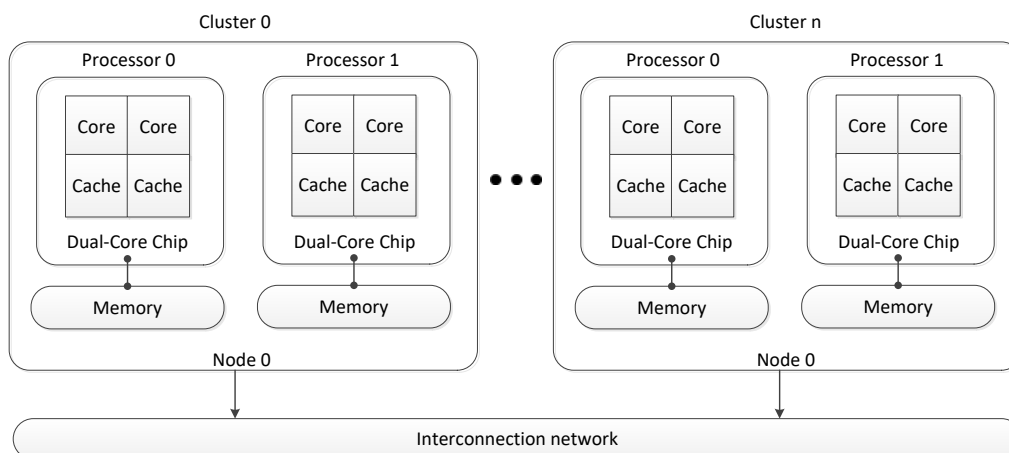 Cluster 0 Cluster n
Processor 0 Processor 1 Processor 0 Processor 1
Core Core Core Core Core Core Core Core
Cache Cache Cache Cache Cache Cache Cache Cache
Dual-Core Chip Dual-Core Chip Dual-Core Chip Dual-Core Chip
Memory Memory Memory Memory
Node 0 Node 0
Interconnection network